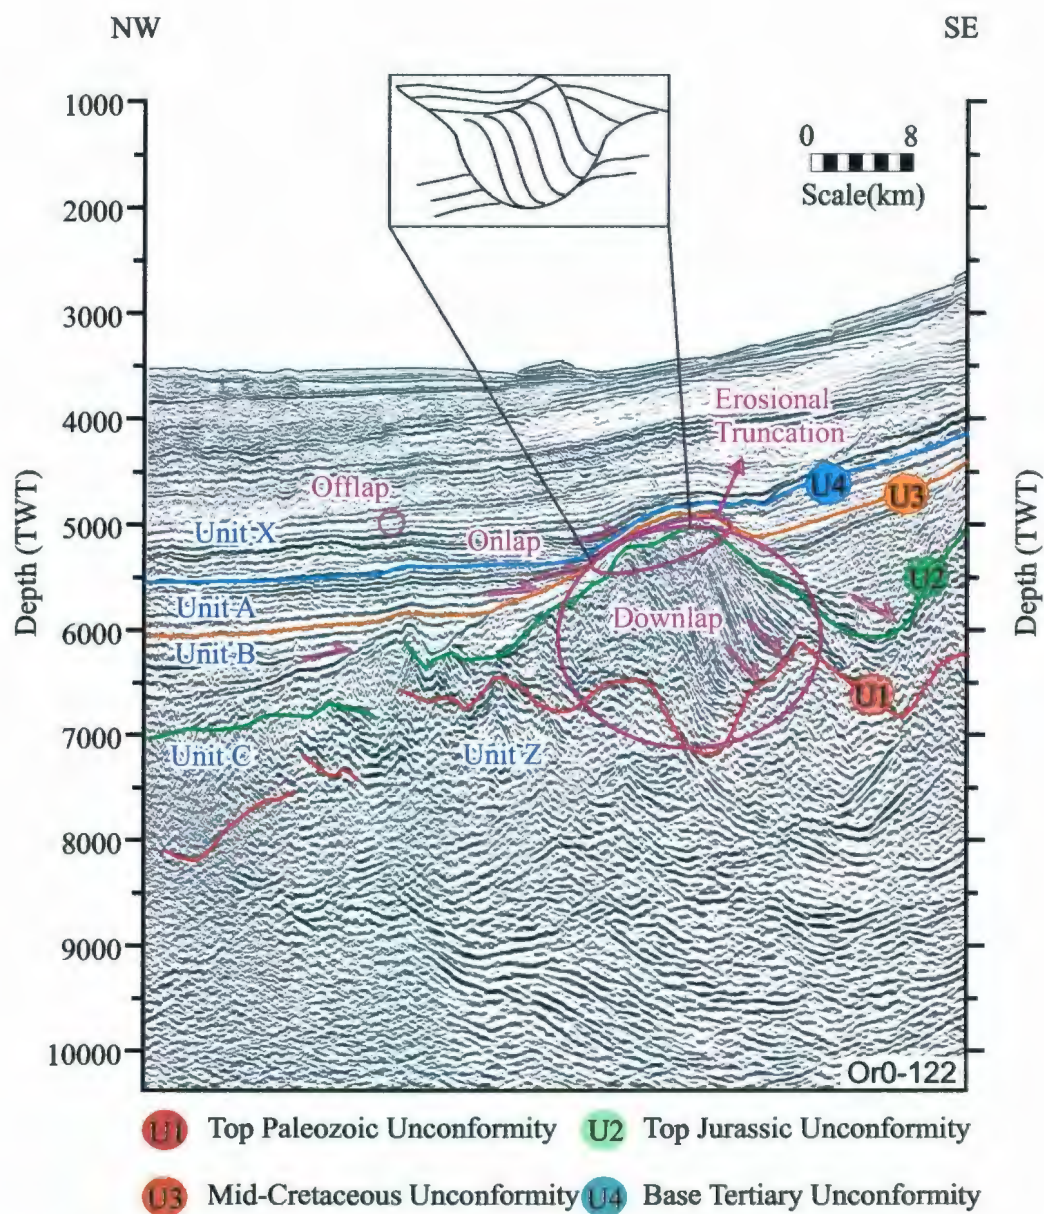 NW
SE
0 8
Scale(km)
1000
2000
3000
4000
5000
6000
7000
8000
9000
10000
Depth (TWT)
Depth (TWT)
Erosional
Truncation
Offlap
Onlap
Downlap
Unit X
Unit A
Unit B
Unit C
Unit Z
U4
U3
U2
U1
Or0-122
U1 Top Paleozoic Unconformity
U2 Top Jurassic Unconformity
U3 Mid-Cretaceous Unconformity
U4 Base Tertiary Unconformity